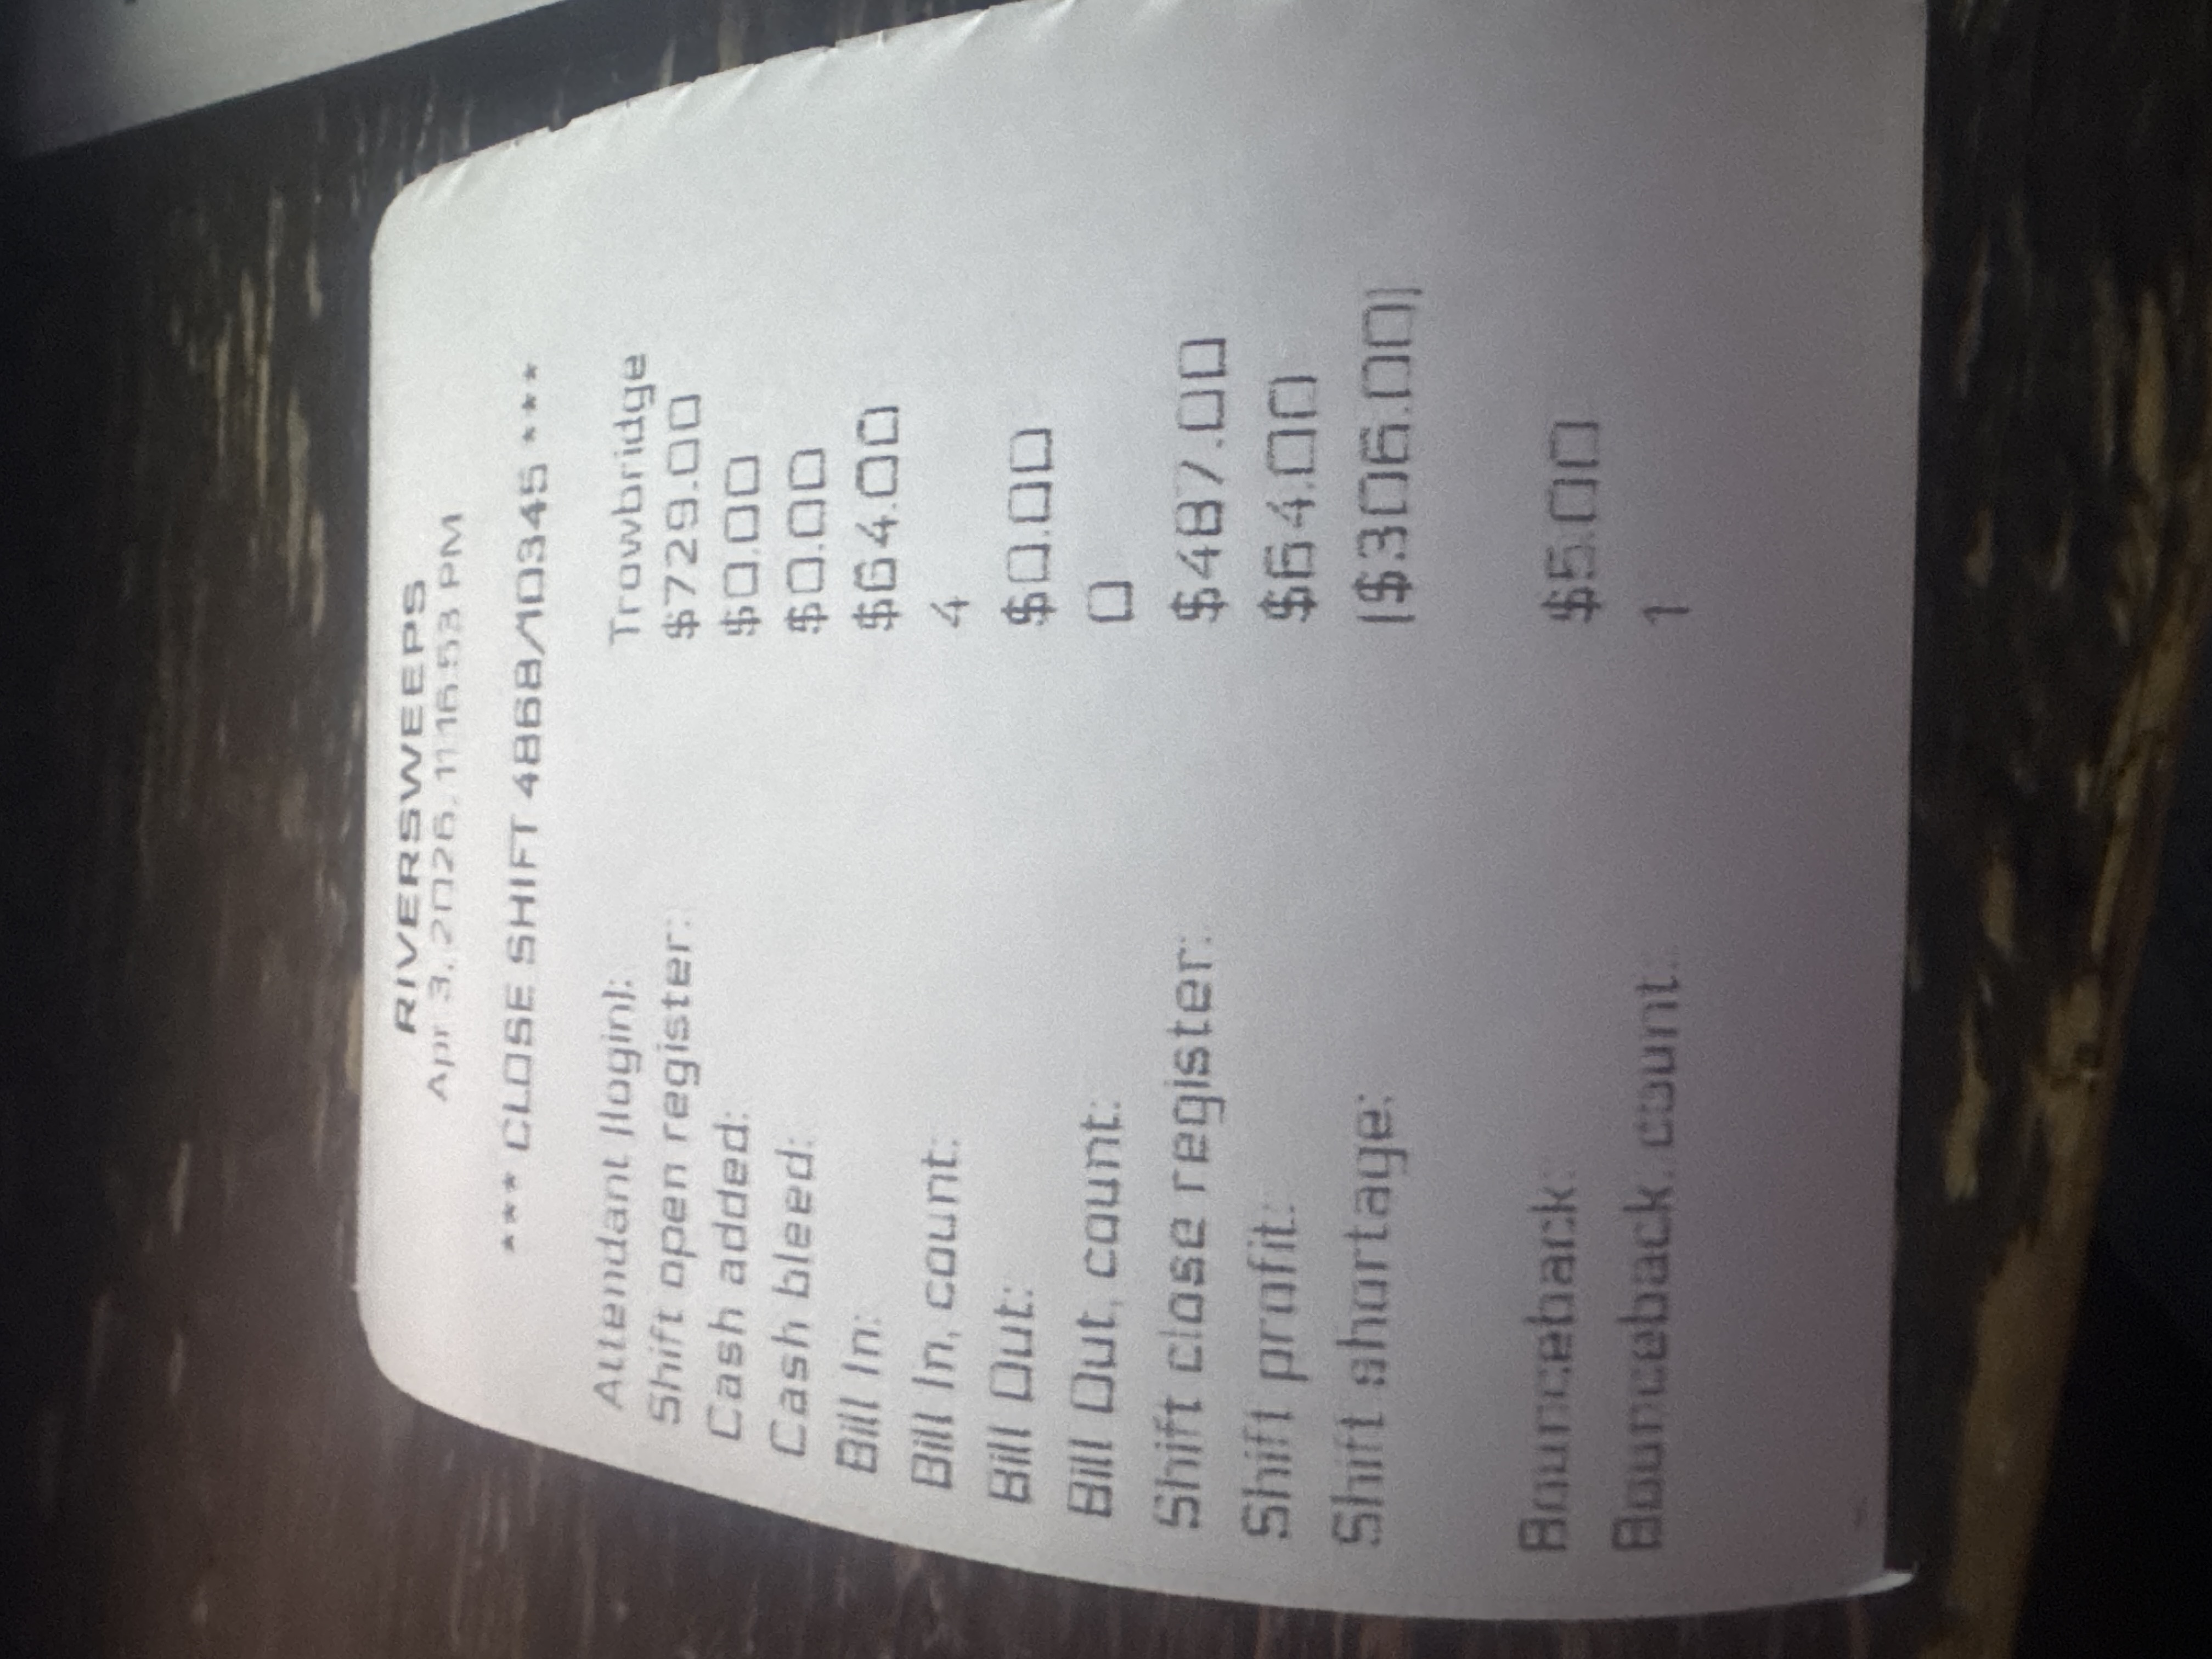 RIVERSWEEPS
Apr 3, 2026, 11:16:53 PM
*** CLOSE SHIFT 4868/10345 ***
Attendant (login): Trowbridge
Shift open register: $729.00
Cash added: $0.00
Cash bleed: $0.00
Bill In: $64.00
Bill In, count: 4
Bill Out: $0.00
Bill Out, count: 0
Shift close register: $487.00
Shift profit: $64.00
Shift shortage: ($306.00)
Bounceback: $5.00
Bounceback, count: 1